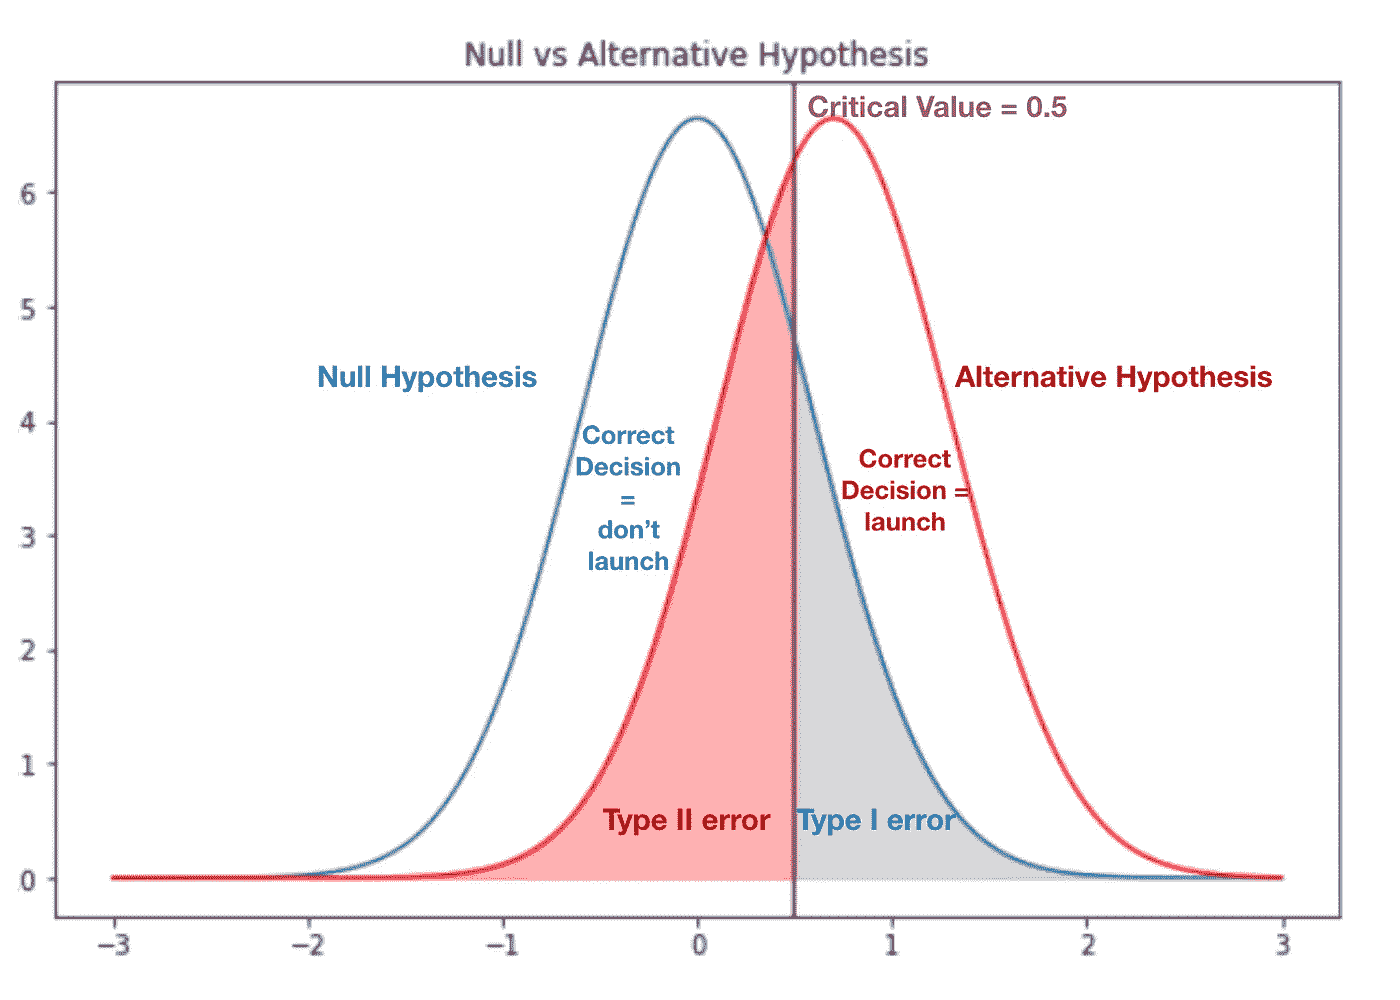 Null vs Alternative Hypothesis
Critical Value = 0.5
6
5
4
3
2
1
0
Null Hypothesis
Alternative Hypothesis
Correct
Decision
=
don't
launch
Correct
Decision =
launch
Type II error
Type I error
−3
−2
−1
0
1
2
3